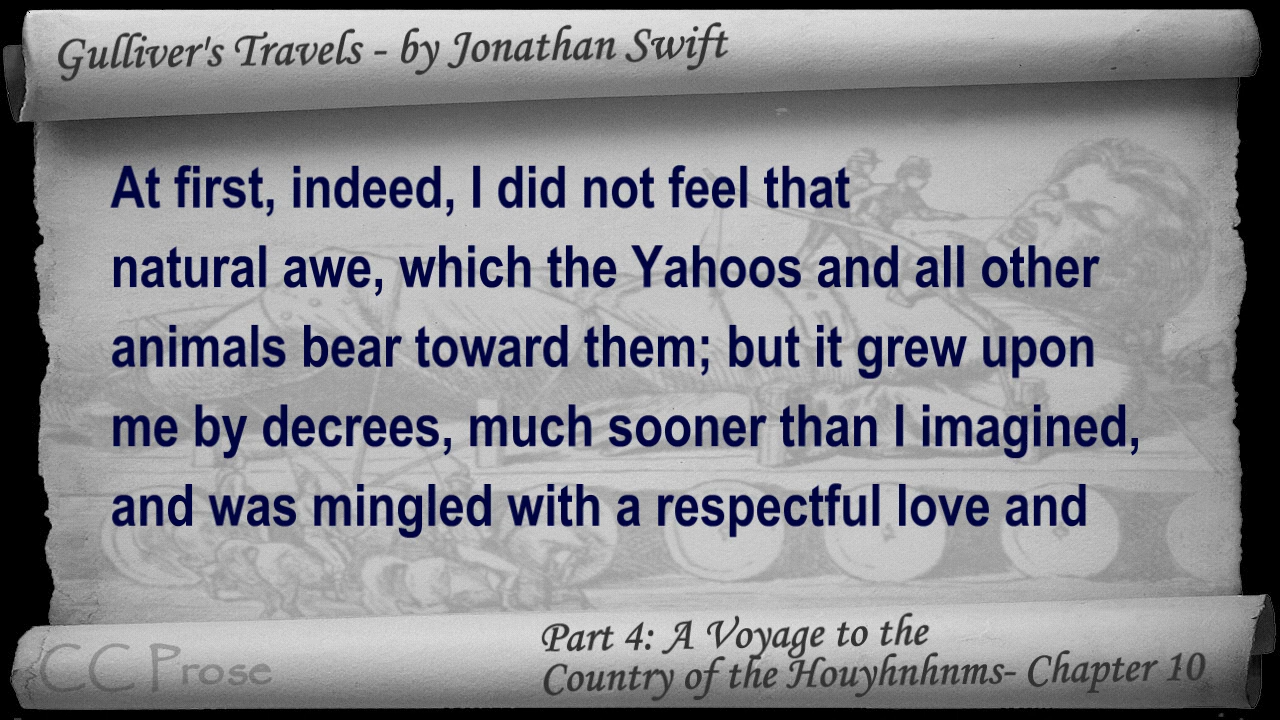 Gulliver's Travels - by Jonathan Swift
At first, indeed, I did not feel that
natural awe, which the Yahoos and all other
animals bear toward them; but it grew upon
me by decrees, much sooner than I imagined,
and was mingled with a respectful love and
Part 4: A Voyage to the
Country of the Houyhnhnms- Chapter 10
CC Prose